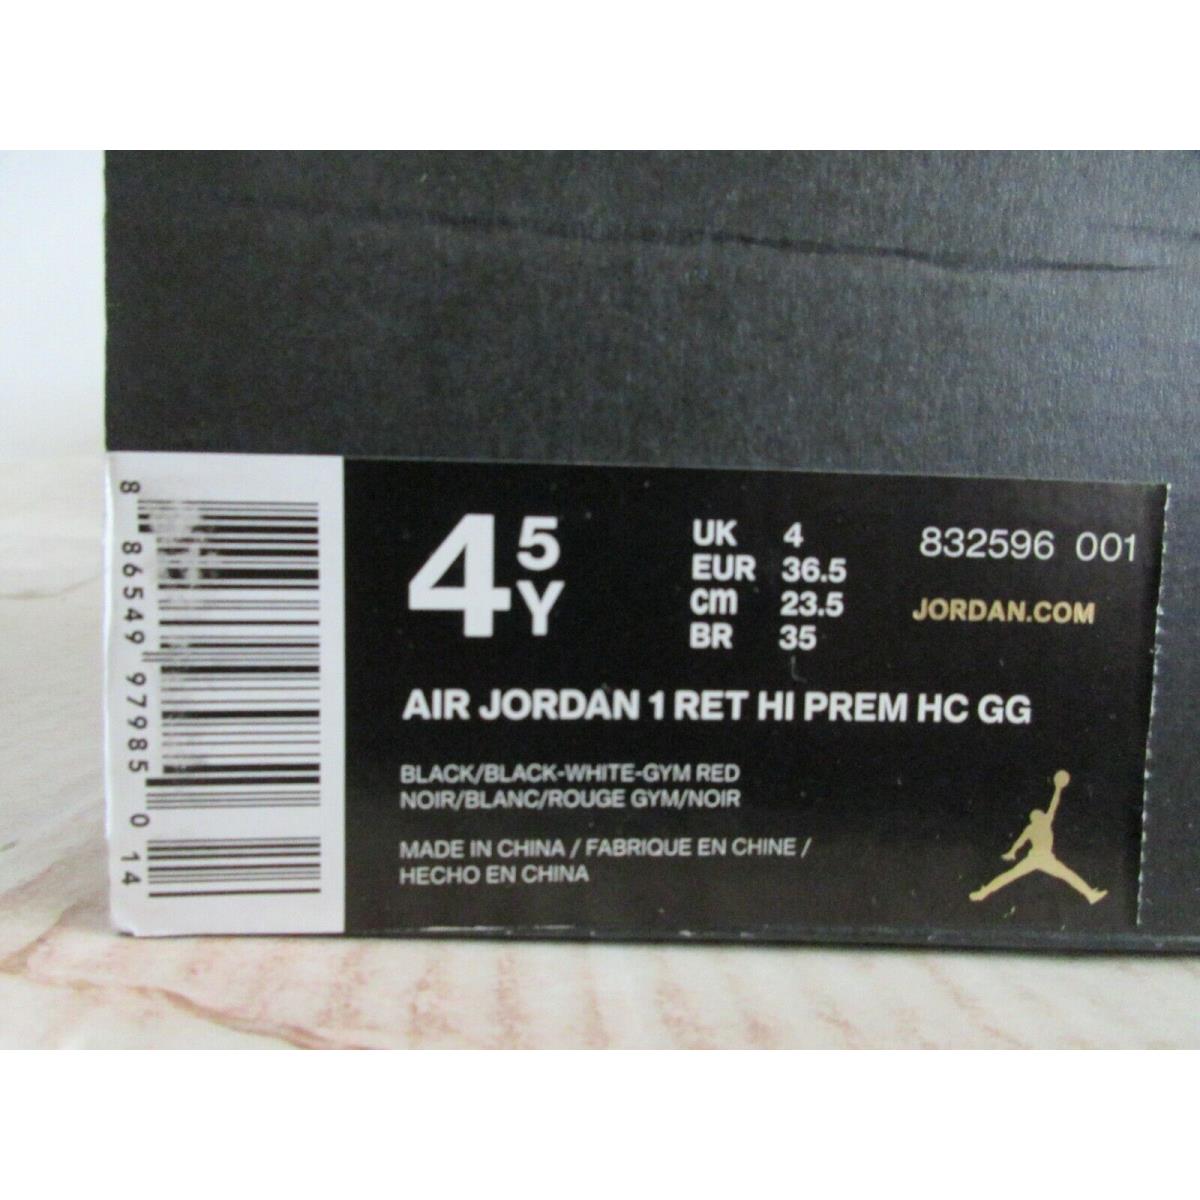 4 5 Y
UK 4
EUR 36.5
cm 23.5
BR 35
832596 001
JORDAN.COM
AIR JORDAN 1 RET HI PREM HC GG
BLACK/BLACK-WHITE-GYM RED
NOIR/BLANC/ROUGE GYM/NOIR
MADE IN CHINA / FABRIQUE EN CHINE /
HECHO EN CHINA
8 86549 97985 0 14